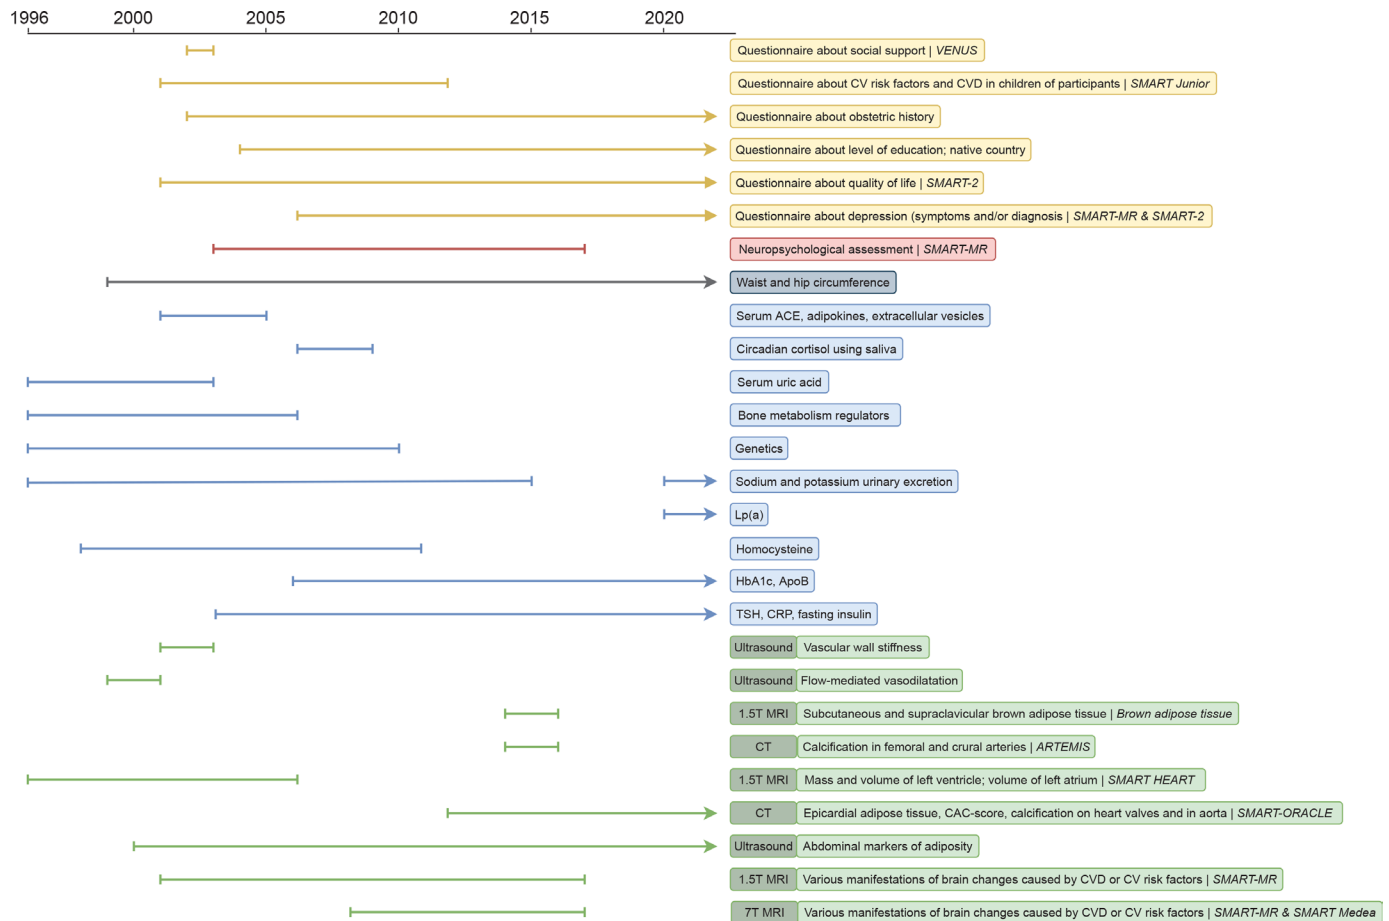 1996 2000 2005 2010 2015 2020
Questionnaire about social support | VENUS
Questionnaire about CV risk factors and CVD in children of participants | SMART Junior
Questionnaire about obstetric history
Questionnaire about level of education; native country
Questionnaire about quality of life | SMART-2
Questionnaire about depression (symptoms and/or diagnosis | SMART-MR & SMART-2
Neuropsychological assessment | SMART-MR
Waist and hip circumference
Serum ACE, adipokines, extracellular vesicles
Circadian cortisol using saliva
Serum uric acid
Bone metabolism regulators
Genetics
Sodium and potassium urinary excretion
Lp(a)
Homocysteine
HbA1c, ApoB
TSH, CRP, fasting insulin
Ultrasound Vascular wall stiffness
Ultrasound Flow-mediated vasodilatation
1.5T MRI Subcutaneous and supraclavicular brown adipose tissue | Brown adipose tissue
CT Calcification in femoral and crural arteries | ARTEMIS
1.5T MRI Mass and volume of left ventricle; volume of left atrium | SMART HEART
CT Epicardial adipose tissue, CAC-score, calcification on heart valves and in aorta | SMART-ORACLE
Ultrasound Abdominal markers of adiposity
1.5T MRI Various manifestations of brain changes caused by CVD or CV risk factors | SMART-MR
7T MRI Various manifestations of brain changes caused by CVD or CV risk factors | SMART-MR & SMART Medea